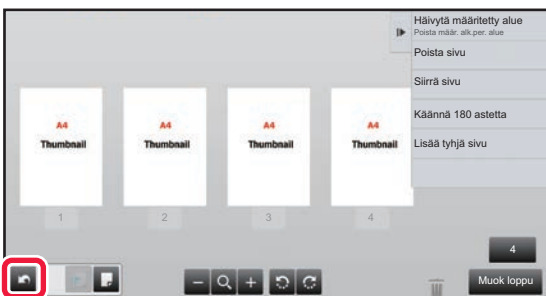 Häivytä määritetty alue
Poista määr. alk.per. alue
Poista sivu
Siirrä sivu
Käännä 180 astetta
Lisää tyhjä sivu
A4
Thumbnail
A4
Thumbnail
A4
Thumbnail
A4
Thumbnail
1
2
3
4
4
Muok loppu